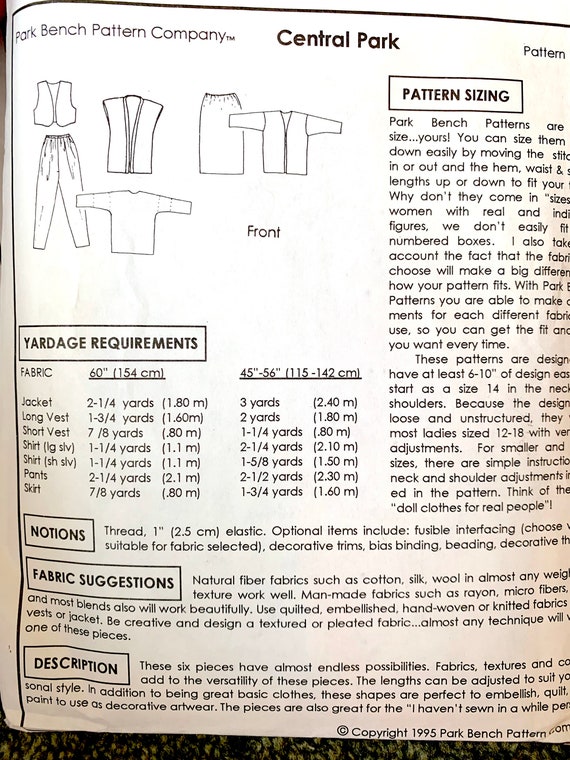 Park Bench Pattern Company™ Central Park Pattern
PATTERN SIZING
Park Bench Patterns are
size...yours! You can size them
down easily by moving the
in or out and the hem, waist &
lengths up or down to fit your
Why don't they come in "sizes
women with real and
figures, we don't easily fit
numbered boxes. I also
account the fact that the
choose will make a big
how your pattern fits. With Park
Patterns you are able to make
ments for each different
use, so you can get the fit
you want every time.
These patterns are
have at least 6-10" of design
start as a size 14 in the
shoulders. Because the
loose and unstructured, they
most ladies sized 12-18 with
adjustments. For smaller and
sizes, there are simple
neck and shoulder adjustments
ed in the pattern. Think of
"doll clothes for real people"!
Front
YARDAGE REQUIREMENTS
FABRIC 60" (154 cm) 45"-56" (115 -142 cm)
Jacket 2-1/4 yards (1.80 m) 3 yards (2.40 m)
Long Vest 1-3/4 yards (1.60m) 2 yards (1.80 m)
Short Vest 7 /8 yards (.80 m) 1-1/4 yards (.80 m)
Shirt (lg slv) 1-1/4 yards (1.1 m) 2-1/4 yards (2.10 m)
Shirt (sh slv) 1-1/4 yards (1.1 m) 1-5/8 yards (1.50 m)
Pants 2-1/4 yards (2.1 m) 2-1/2 yards (2.30 m)
Skirt 7/8 yards (.80 m) 1-3/4 yards (1.60 m)
NOTIONS Thread, 1" (2.5 cm) elastic. Optional items include: fusible interfacing (choose
suitable for fabric selected), decorative trims, bias binding, beading, decorative
FABRIC SUGGESTIONS Natural fiber fabrics such as cotton, silk, wool in almost any
texture work well. Man-made fabrics such as rayon, micro fibers,
and most blends also will work beautifully. Use quilted, embellished, hand-woven or knitted fabrics
vests or jacket. Be creative and design a textured or pleated fabric...almost any technique will
one of these pieces.
DESCRIPTION These six pieces have almost endless possibilities. Fabrics, textures and
add to the versatility of these pieces. The lengths can be adjusted to suit
sonal style. In addition to being great basic clothes, these shapes are perfect to embellish, quilt,
paint to use as decorative artwear. The pieces are also great for the "I haven't sewn in a while
© Copyright 1995 Park Bench Pattern